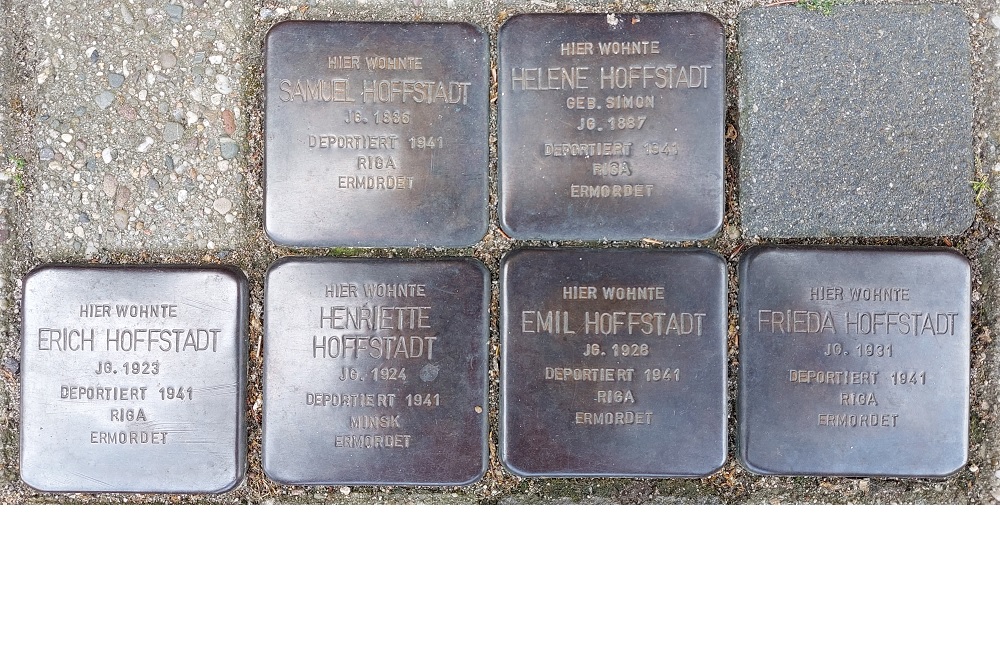 HIER WOHNTE
SAMUEL HOFFSTADT
JG. 1886
DEPORTIERT 1941
RIGA
ERMORDET
HIER WOHNTE
HELENE HOFFSTADT
GEB. SIMON
JG. 1887
DEPORTIERT 1941
RIGA
ERMORDET
HIER WOHNTE
ERICH HOFFSTADT
JG. 1923
DEPORTIERT 1941
RIGA
ERMORDET
HIER WOHNTE
HENRIETTE
HOFFSTADT
JG. 1924
DEPORTIERT 1941
MINSK
ERMORDET
HIER WOHNTE
EMIL HOFFSTADT
JG. 1928
DEPORTIERT 1941
RIGA
ERMORDET
HIER WOHNTE
FRIEDA HOFFSTADT
JG. 1931
DEPORTIERT 1941
RIGA
ERMORDET